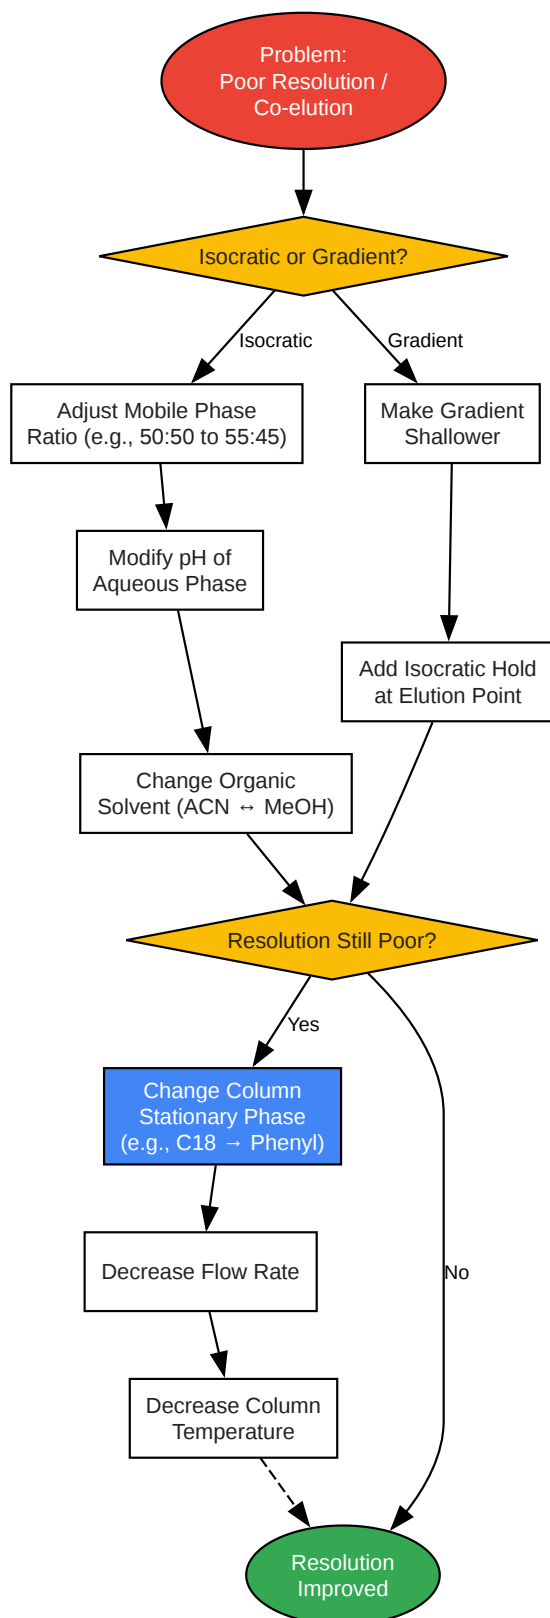 Problem:
Poor Resolution /
Co-elution
Isocratic or Gradient?
Isocratic
Gradient
Adjust Mobile Phase
Ratio (e.g., 50:50 to 55:45)
Make Gradient
Shallower
Modify pH of
Aqueous Phase
Add Isocratic Hold
at Elution Point
Change Organic
Solvent (ACN ↔ MeOH)
Resolution Still Poor?
Yes
Change Column
Stationary Phase
(e.g., C18 → Phenyl)
Decrease Flow Rate
No
Decrease Column
Temperature
Resolution
Improved